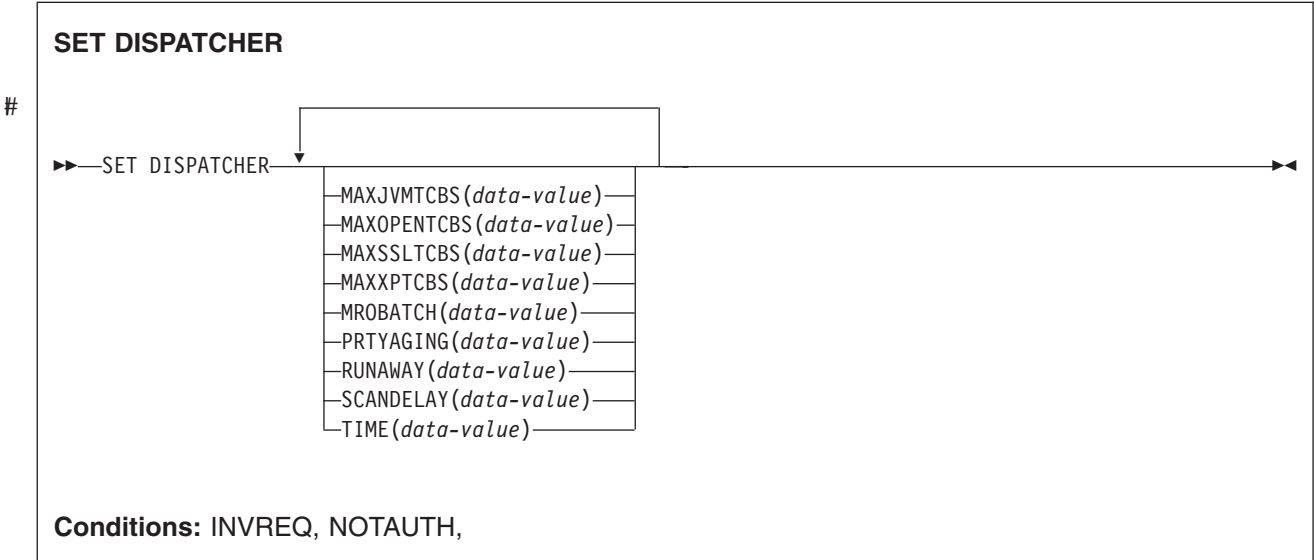 SET DISPATCHER
#
SET DISPATCHER
MAXJVMTCBS(data-value)
MAXOPENTCBS(data-value)
MAXSSLTCBS(data-value)
MAXXPTCBS(data-value)
MROBATCH(data-value)
PRTYAGING(data-value)
RUNAWAY(data-value)
SCANDELAY(data-value)
TIME(data-value)
Conditions: INVREQ, NOTAUTH,